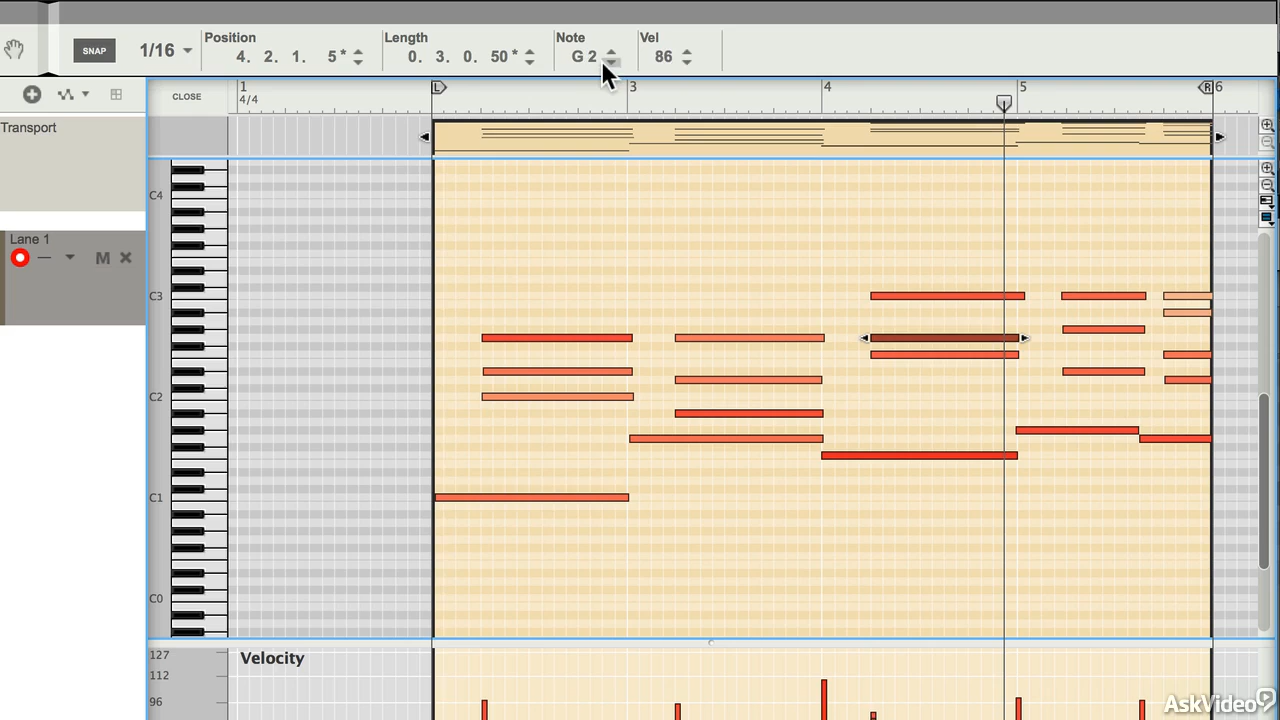 Position
Length
Note
Vel
SNAP
1/16
4. 2. 1. 5*
0. 3. 0. 50*
G 2
86
CLOSE
1
3
4
5
6
4/4
L
R
Transport
Lane 1
M
C4
C3
C2
C1
C0
127
112
96
Velocity
AskVideo